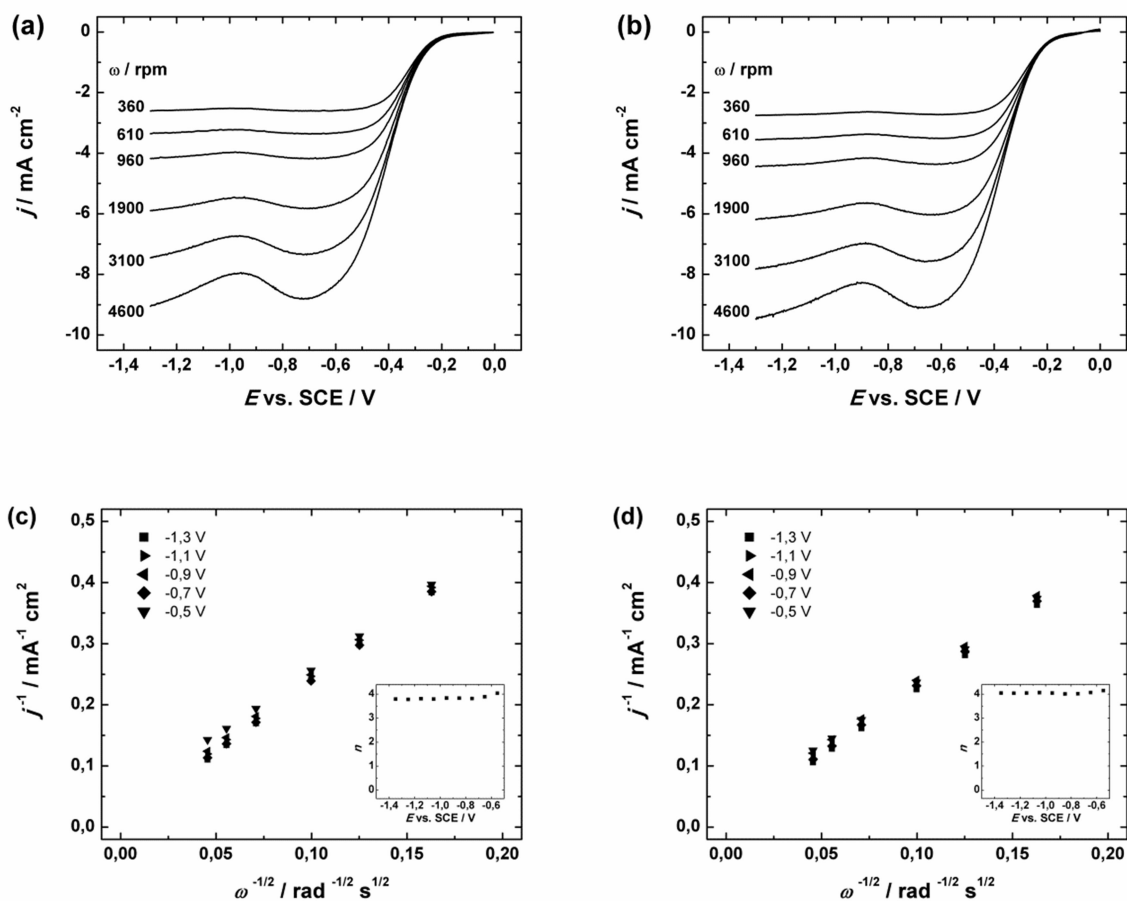 (a)
ω / rpm
360
610
960
1900
3100
4600
0
-2
-4
-6
-8
-10
j / mA cm-2
-1,4 -1,2 -1,0 -0,8 -0,6 -0,4 -0,2 0,0
E vs. SCE / V
(b)
ω / rpm
360
610
960
1900
3100
4600
0
-2
-4
-6
-8
-10
j / mA cm-2
-1,4 -1,2 -1,0 -0,8 -0,6 -0,4 -0,2 0,0
E vs. SCE / V
(c)
-1,3 V
-1,1 V
-0,9 V
-0,7 V
-0,5 V
0,5
0,4
0,3
0,2
0,1
0,0
j-1 / mA-1 cm2
4
3
2
1
0
n
-1,4 -1,2 -1,0 -0,8 -0,6
E vs. SCE / V
0,00 0,05 0,10 0,15 0,20
ω-1/2 / rad -1/2 s1/2
(d)
-1,3 V
-1,1 V
-0,9 V
-0,7 V
-0,5 V
0,5
0,4
0,3
0,2
0,1
0,0
j-1 / mA-1 cm2
4
3
2
1
0
n
-1,4 -1,2 -1,0 -0,8 -0,6
E vs. SCE / V
0,00 0,05 0,10 0,15 0,20
ω-1/2 / rad -1/2 s1/2